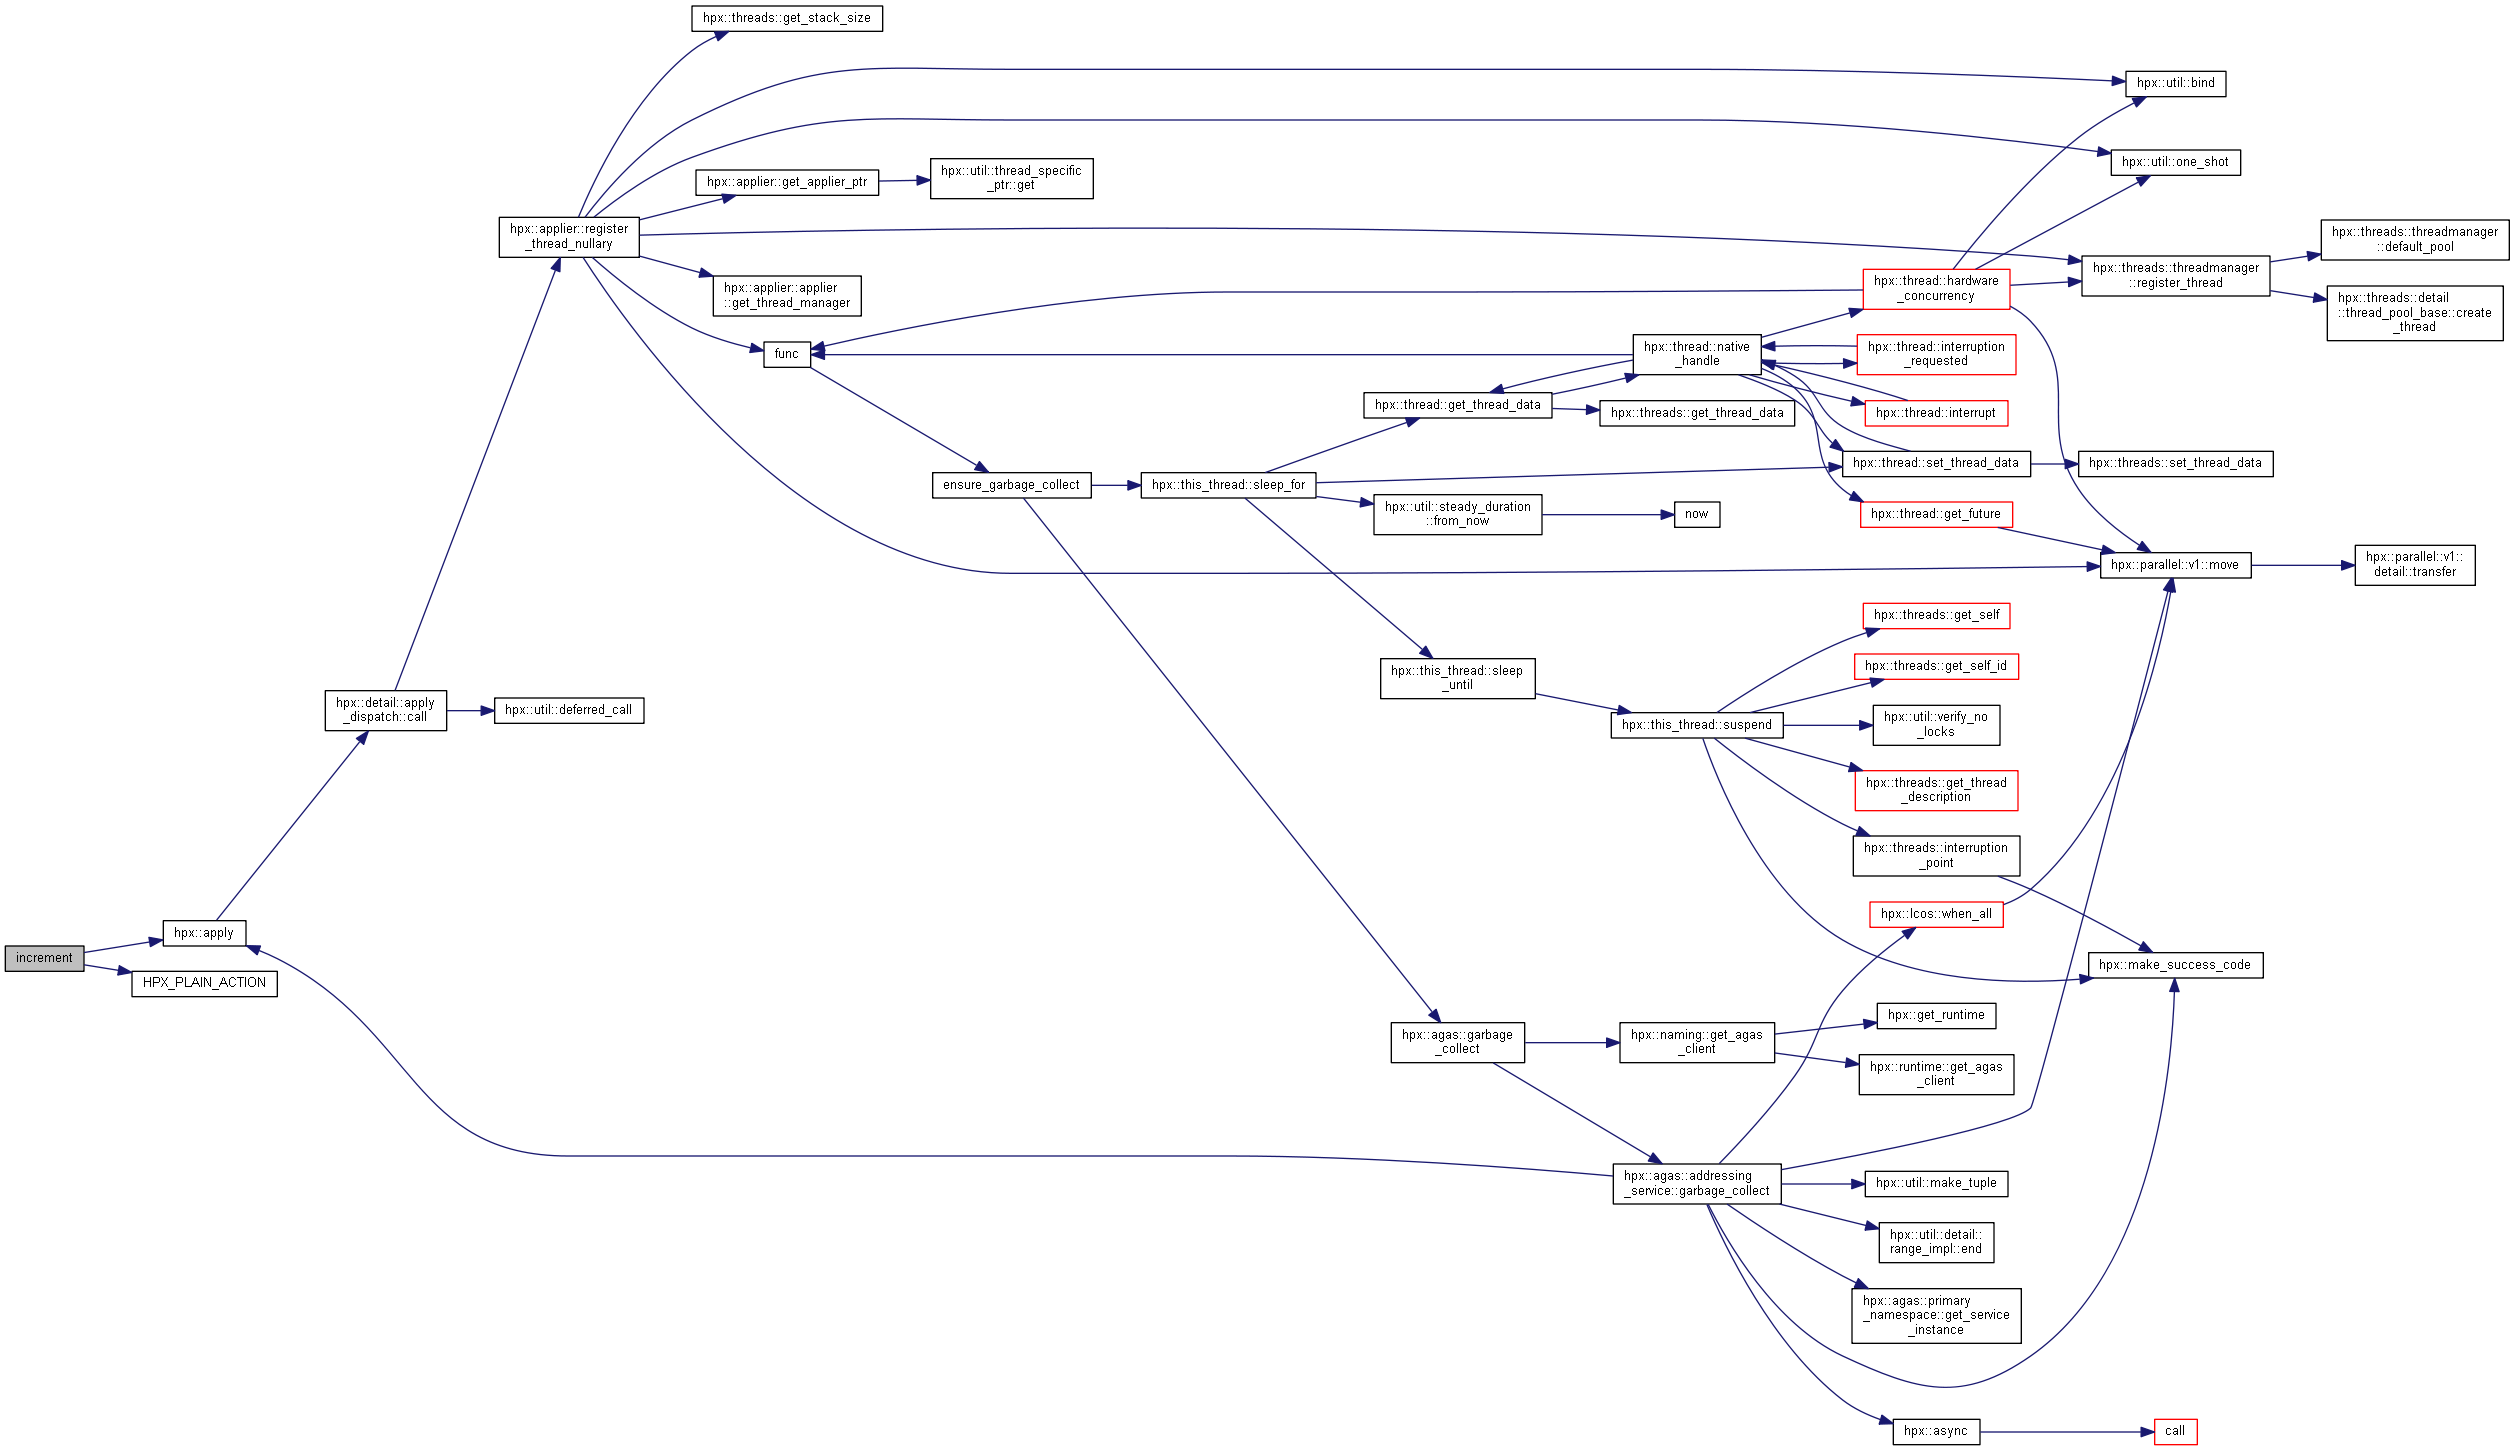 increment
hpx::apply
HPX_PLAIN_ACTION
hpx::detail::apply
_dispatch::call
hpx::util::deferred_call
hpx::applier::register
_thread_nullary
hpx::threads::get_stack_size
hpx::applier::get_applier_ptr
hpx::util::thread_specific
_ptr::get
hpx::applier::applier
::get_thread_manager
func
ensure_garbage_collect
hpx::this_thread::sleep_for
hpx::thread::get_thread_data
hpx::threads::get_thread_data
hpx::util::steady_duration
::from_now
now
hpx::this_thread::sleep
_until
hpx::this_thread::suspend
hpx::thread::native
_handle
hpx::thread::hardware
_concurrency
hpx::thread::interruption
_requested
hpx::thread::interrupt
hpx::thread::set_thread_data
hpx::threads::set_thread_data
hpx::thread::get_future
hpx::util::bind
hpx::util::one_shot
hpx::threads::threadmanager
::register_thread
hpx::threads::threadmanager
::default_pool
hpx::threads::detail
::thread_pool_base::create
_thread
hpx::parallel::v1::move
hpx::parallel::v1::
detail::transfer
hpx::threads::get_self
hpx::threads::get_self_id
hpx::util::verify_no
_locks
hpx::threads::get_thread
_description
hpx::threads::interruption
_point
hpx::lcos::when_all
hpx::make_success_code
hpx::agas::garbage
_collect
hpx::naming::get_agas
_client
hpx::get_runtime
hpx::runtime::get_agas
_client
hpx::agas::addressing
_service::garbage_collect
hpx::util::make_tuple
hpx::util::detail::
range_impl::end
hpx::agas::primary
_namespace::get_service
_instance
hpx::async
call